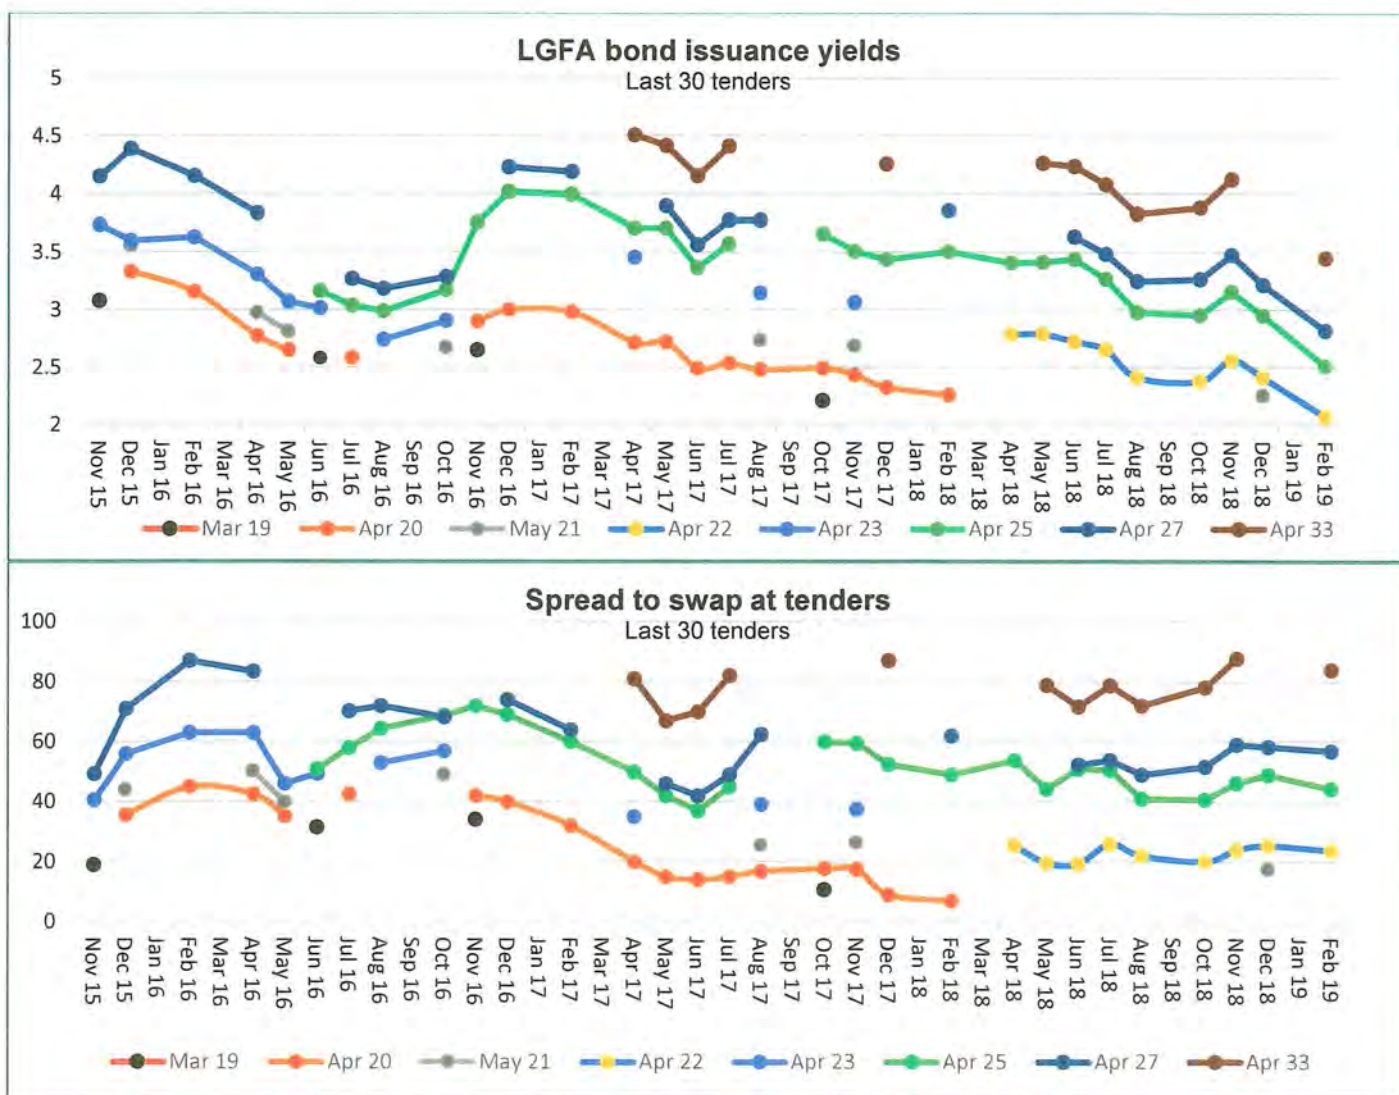 LGFA bond issuance yields
Last 30 tenders
5
4.5
4
3.5
3
2.5
2
Nov 15
Dec 15
Jan 16
Feb 16
Mar 16
Apr 16
May 16
Jun 16
Jul 16
Aug 16
Sep 16
Oct 16
Nov 16
Dec 16
Jan 17
Feb 17
Mar 17
Apr 17
May 17
Jun 17
Jul 17
Aug 17
Sep 17
Oct 17
Nov 17
Dec 17
Jan 18
Feb 18
Mar 18
Apr 18
May 18
Jun 18
Jul 18
Aug 18
Sep 18
Oct 18
Nov 18
Dec 18
Jan 19
Feb 19
Mar 19 Apr 20 May 21 Apr 22 Apr 23 Apr 25 Apr 27 Apr 33
Spread to swap at tenders
Last 30 tenders
100
80
60
40
20
0
Nov 15
Dec 15
Jan 16
Feb 16
Mar 16
Apr 16
May 16
Jun 16
Jul 16
Aug 16
Sep 16
Oct 16
Nov 16
Dec 16
Jan 17
Feb 17
Mar 17
Apr 17
May 17
Jun 17
Jul 17
Aug 17
Sep 17
Oct 17
Nov 17
Dec 17
Jan 18
Feb 18
Mar 18
Apr 18
May 18
Jun 18
Jul 18
Aug 18
Sep 18
Oct 18
Nov 18
Dec 18
Jan 19
Feb 19
Mar 19 Apr 20 May 21 Apr 22 Apr 23 Apr 25 Apr 27 Apr 33